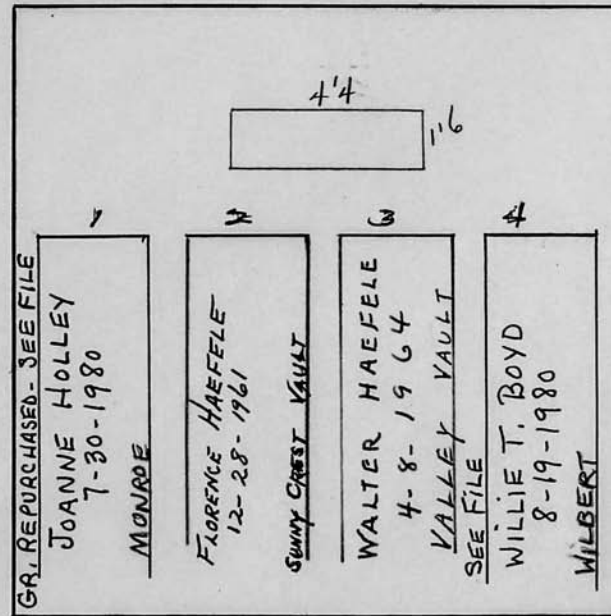 4'4
1'6
1
2
3
4
GR. REPURCHASED - SEE FILE
JOANNE HOLLEY
7-30-1980
MONROE
FLORENCE HAEFELE
12-28-1961
SUNNY CREST VAULT
WALTER HAEFELE
4-8-1964
VALLEY VAULT
SEE FILE
WILLIE T. BOYD
8-19-1980
WILBERT